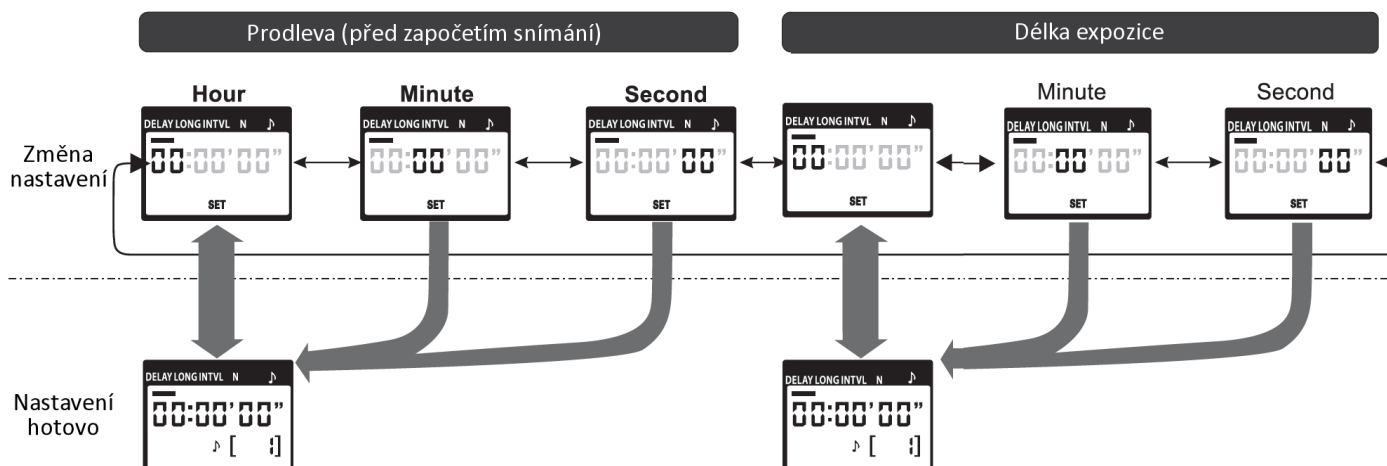 Prodleva (před započetím snímání)
Délka expozice
Hour
Minute
Second
Minute
Second
Změna
nastavení
DELAY LONG INTVL N ♪
00:00'00"
SET
DELAY LONG INTVL N ♪
00:00'00"
SET
DELAY LONG INTVL N ♪
00:00'00"
SET
DELAY LONG INTVL N ♪
00:00'00"
SET
DELAY LONG INTVL N ♪
00:00'00"
SET
DELAY LONG INTVL N ♪
00:00'00"
SET
Nastavení
hotovo
DELAY LONG INTVL N ♪
00:00'00"
♪ [ 1]
DELAY LONG INTVL N ♪
00:00'00"
♪ [ 1]